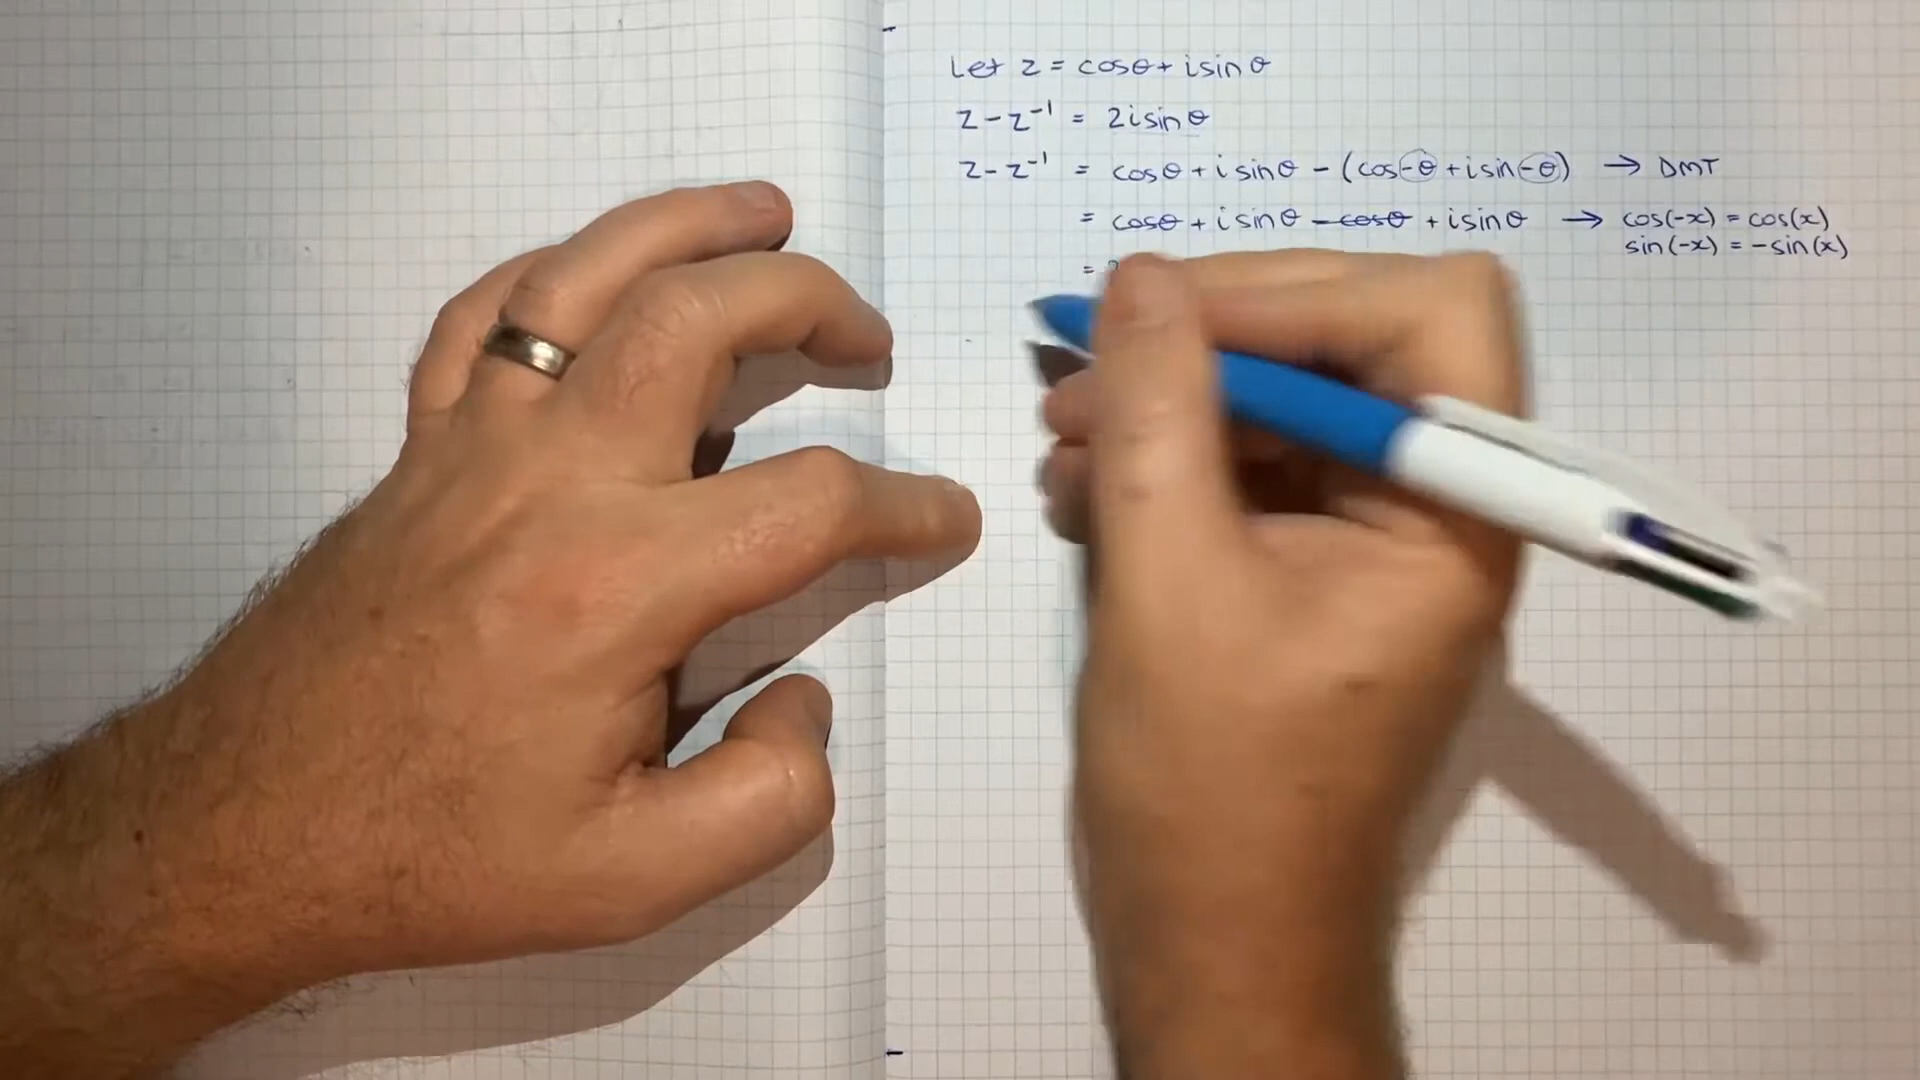 Let z = cosθ + isinθ
z - z⁻¹ = 2isinθ
z - z⁻¹ = cosθ + isinθ - (cos-θ + isin-θ) → DMT
= cosθ + isinθ - cosθ + isinθ → cos(-x) = cos(x)
sin(-x) = -sin(x)
=